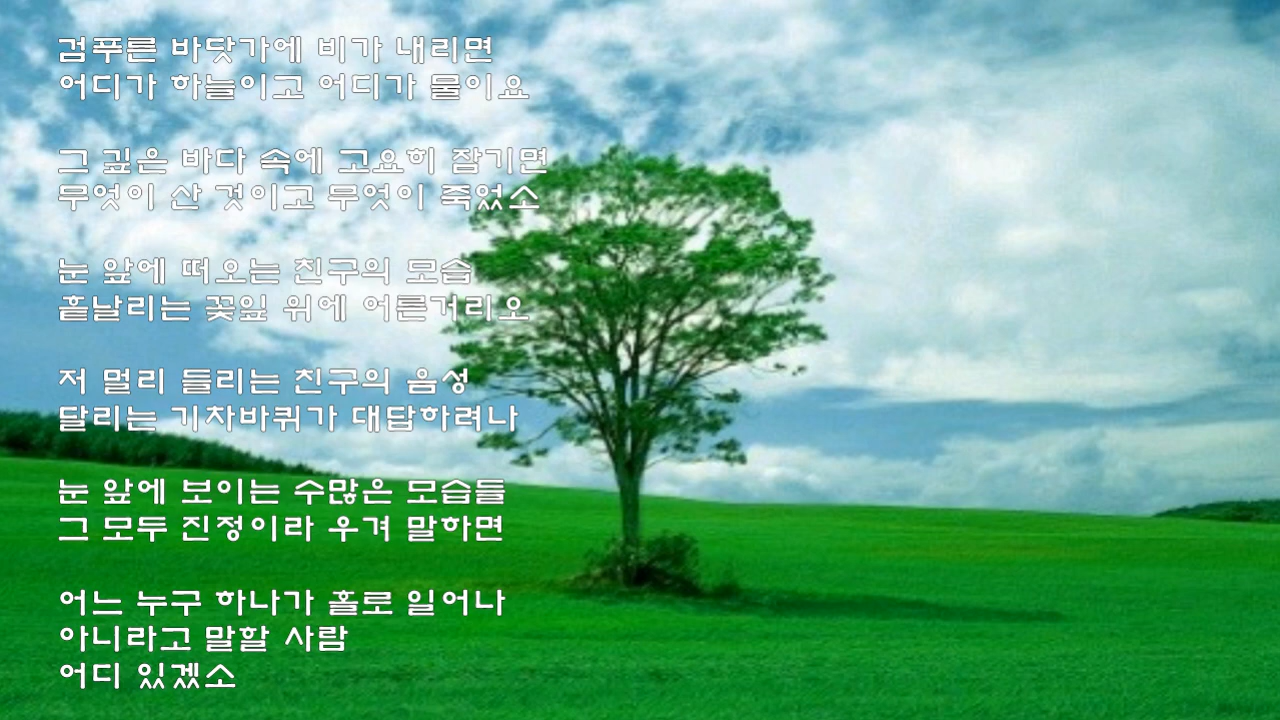 검푸른 바닷가에 비가 내리면
어디가 하늘이고 어디가 물이요
그 깊은 바다 속에 고요히 잠기면
무엇이 산 것이고 무엇이 죽었소
눈 앞에 떠오는 친구의 모습
흩날리는 꽃잎 위에 어른거리오
저 멀리 들리는 친구의 음성
달리는 기차바퀴가 대답하려나
눈 앞에 보이는 수많은 모습들
그 모두 진정이라 우겨 말하면
어느 누구 하나가 홀로 일어나
아니라고 말할 사람
어디 있겠소